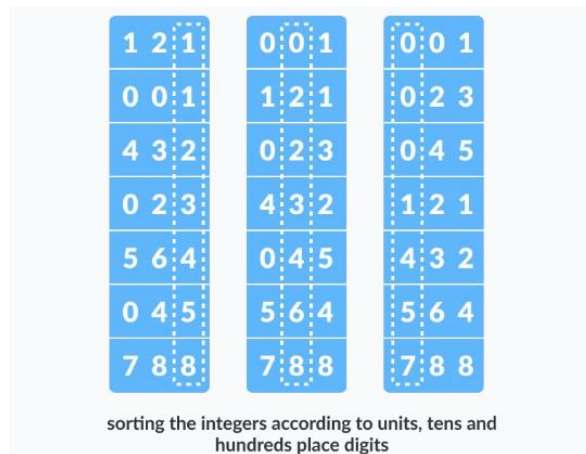 1 2 1 0 0 1 0 0 1
0 0 1 1 2 1 0 2 3
4 3 2 0 2 3 0 4 5
0 2 3 4 3 2 1 2 1
5 6 4 0 4 5 4 3 2
0 4 5 5 6 4 5 6 4
7 8 8 7 8 8 7 8 8
sorting the integers according to units, tens and
hundreds place digits